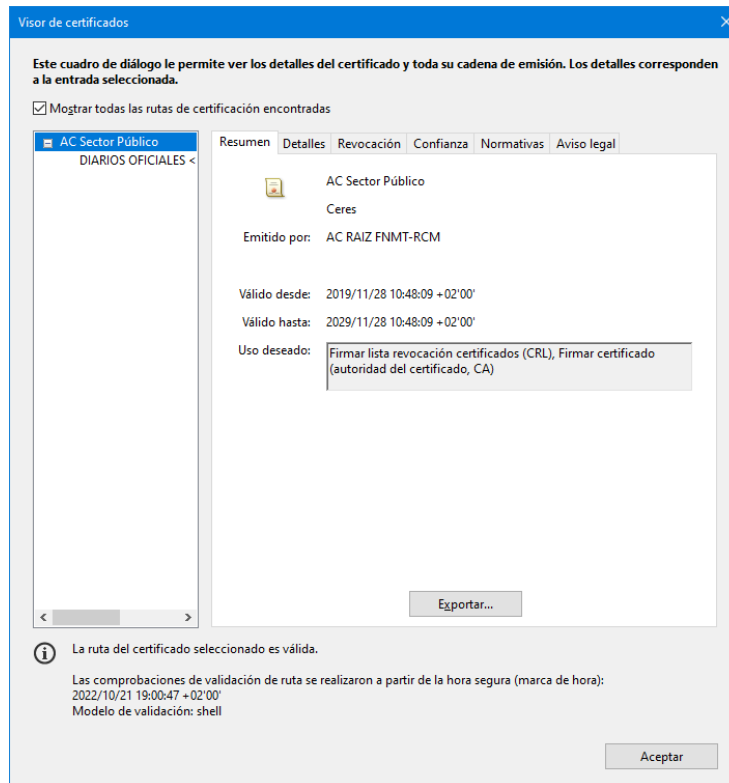 Visor de certificados
Este cuadro de diálogo le permite ver los detalles del certificado y toda su cadena de emisión. Los detalles corresponden
a la entrada seleccionada.
Mostrar todas las rutas de certificación encontradas
AC Sector Público
DIARIOS OFICIALES <
Resumen Detalles Revocación Confianza Normativas Aviso legal
AC Sector Público
Ceres
Emitido por: AC RAIZ FNMT-RCM
Válido desde: 2019/11/28 10:48:09 +02'00'
Válido hasta: 2029/11/28 10:48:09 +02'00'
Uso deseado: Firmar lista revocación certificados (CRL), Firmar certificado
(autoridad del certificado, CA)
Exportar...
La ruta del certificado seleccionado es válida.
Las comprobaciones de validación de ruta se realizaron a partir de la hora segura (marca de hora):
2022/10/21 19:00:47 +02'00'
Modelo de validación: shell
Aceptar